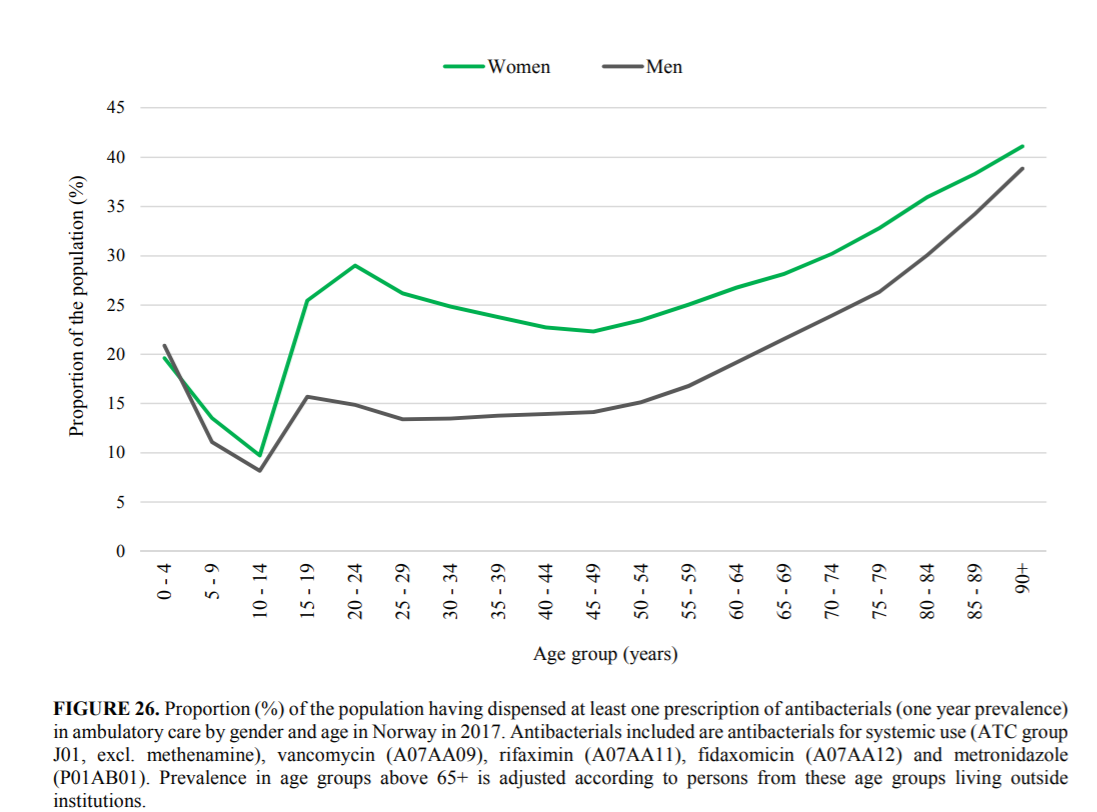 Women Men
45
40
35
30
25
20
15
10
5
0
Proportion of the population (%)
0 - 4
5 - 9
10 - 14
15 - 19
20 - 24
25 - 29
30 - 34
35 - 39
40 - 44
45 - 49
50 - 54
55 - 59
60 - 64
65 - 69
70 - 74
75 - 79
80 - 84
85 - 89
90+
Age group (years)
FIGURE 26. Proportion (%) of the population having dispensed at least one prescription of antibacterials (one year prevalence)
in ambulatory care by gender and age in Norway in 2017. Antibacterials included are antibacterials for systemic use (ATC group
J01, excl. methenamine), vancomycin (A07AA09), rifaximin (A07AA11), fidaxomicin (A07AA12) and metronidazole
(P01AB01). Prevalence in age groups above 65+ is adjusted according to persons from these age groups living outside
institutions.